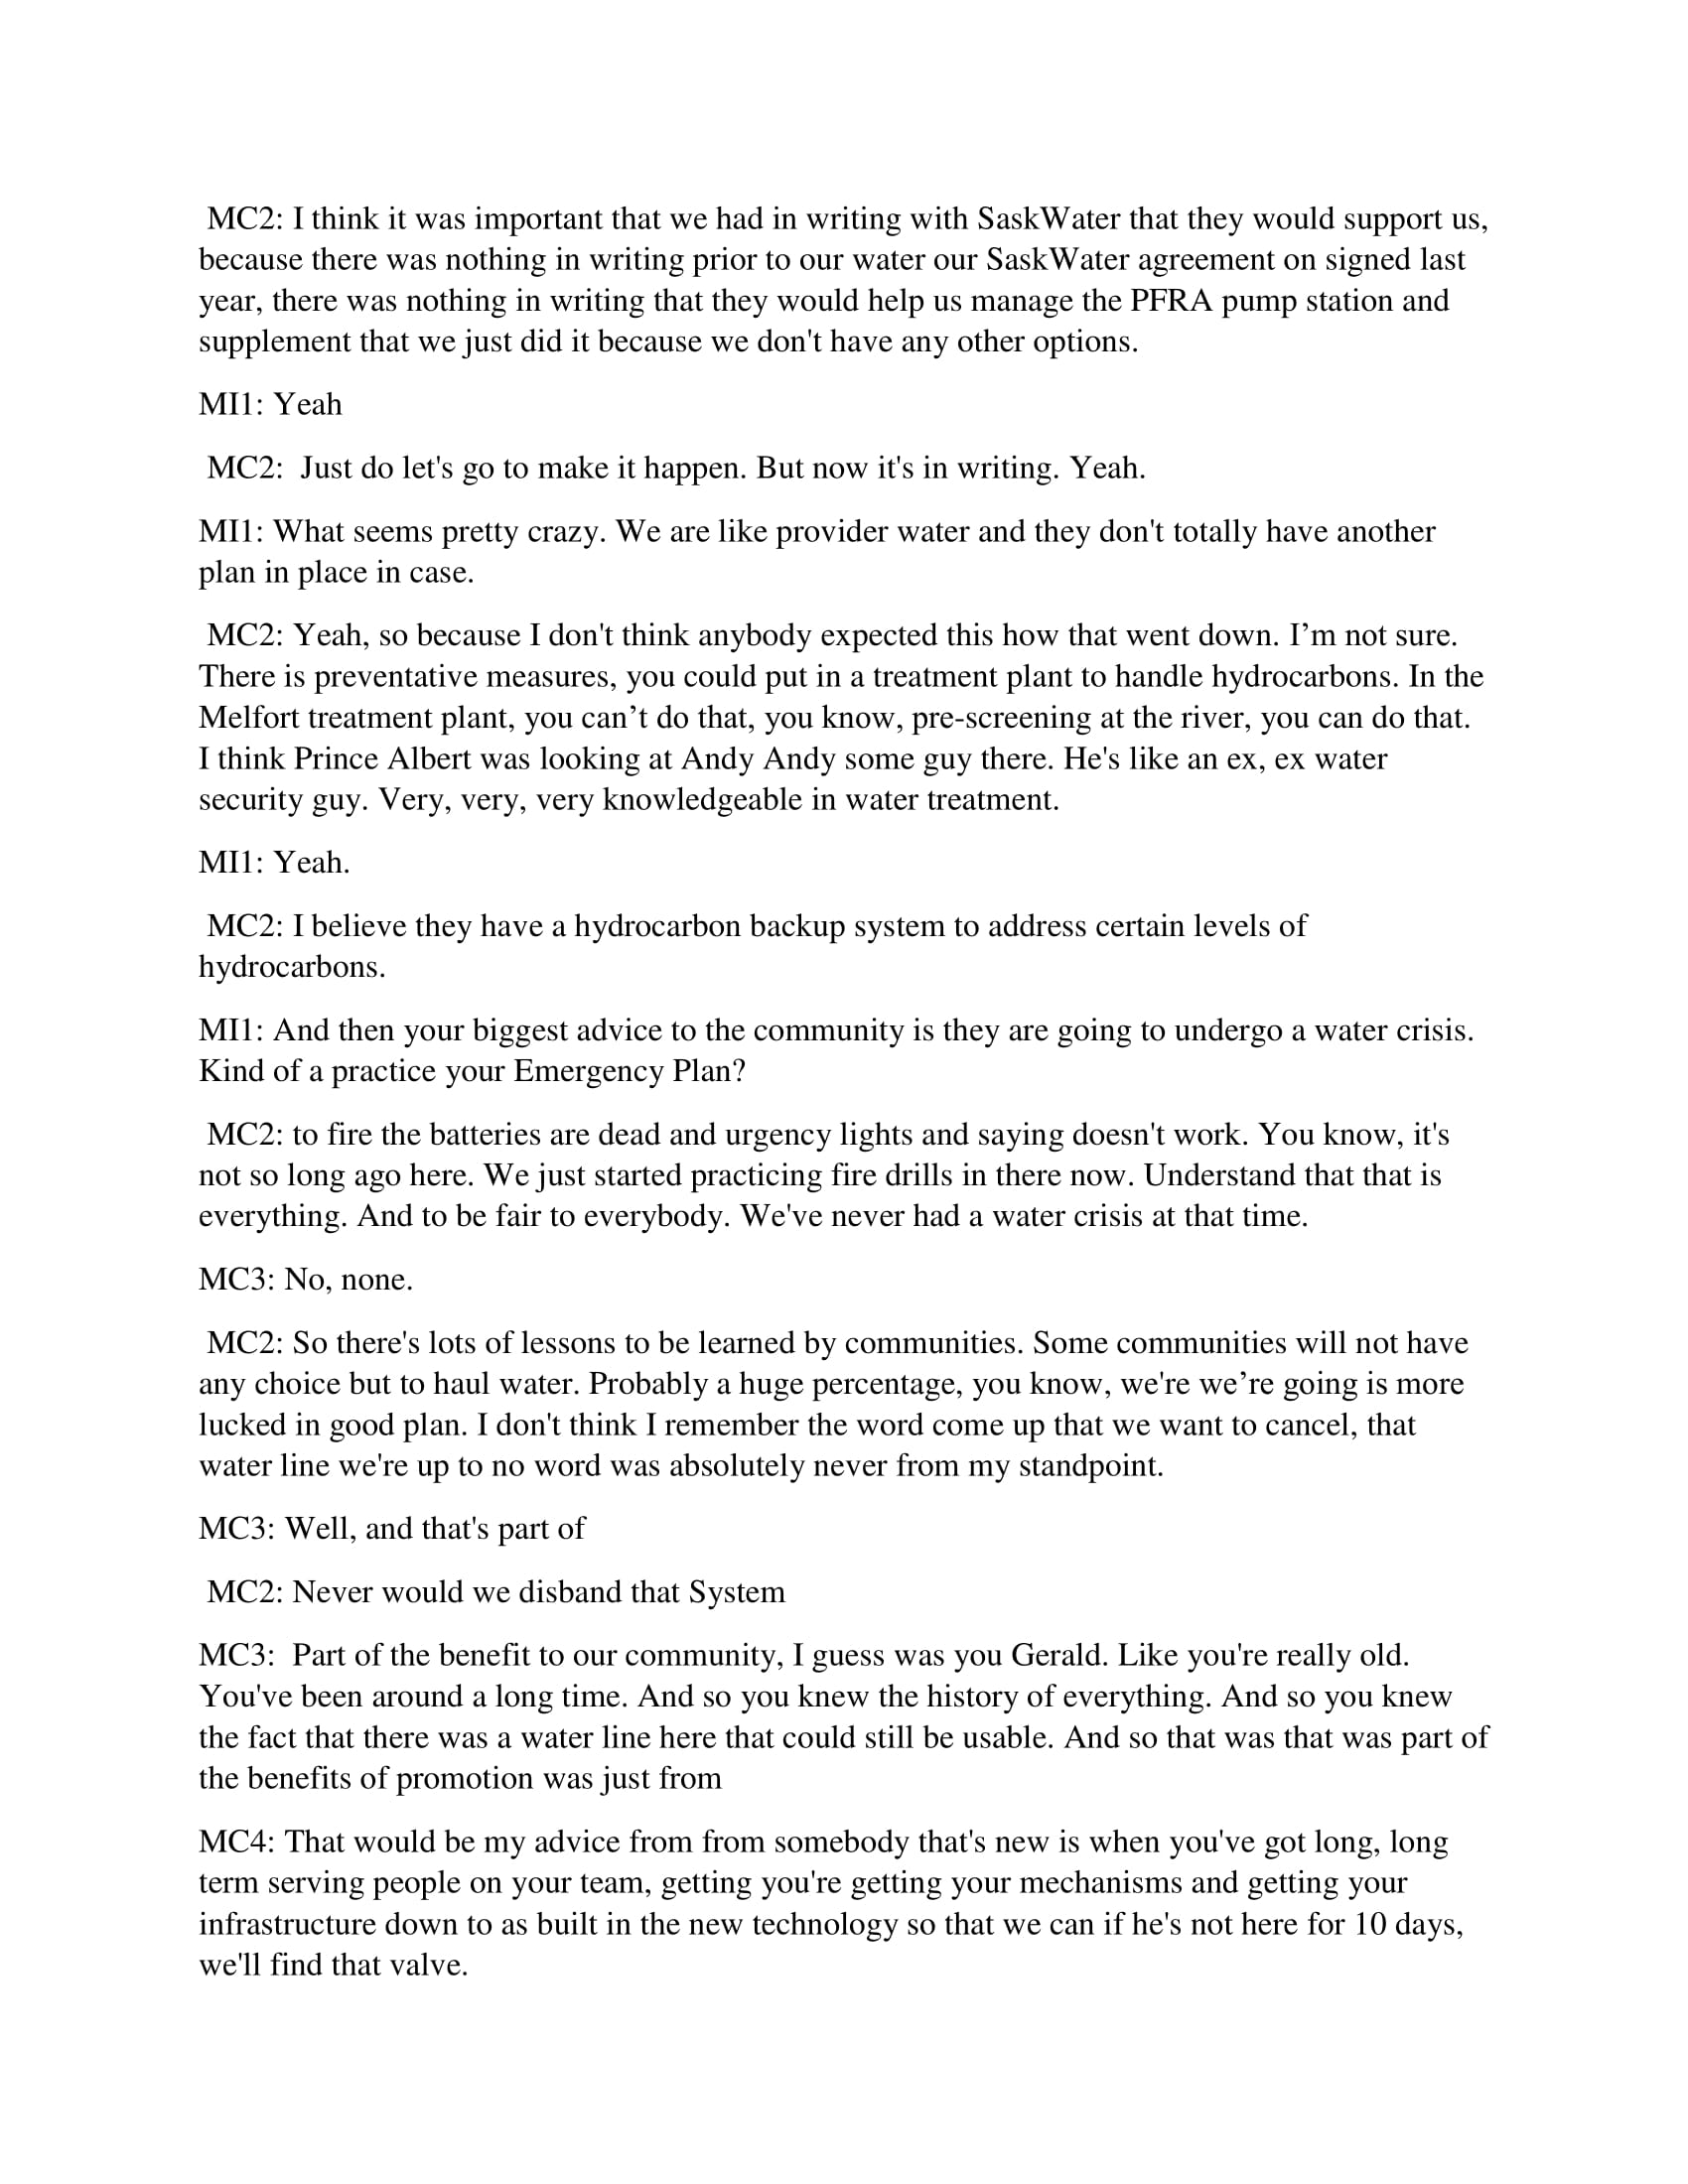 MC2: I think it was important that we had in writing with SaskWater that they would support us,
because there was nothing in writing prior to our water our SaskWater agreement on signed last
year, there was nothing in writing that they would help us manage the PFRA pump station and
supplement that we just did it because we don't have any other options.
MI1: Yeah
MC2:  Just do let's go to make it happen. But now it's in writing. Yeah.
MI1: What seems pretty crazy. We are like provider water and they don't totally have another
plan in place in case.
MC2: Yeah, so because I don't think anybody expected this how that went down. I’m not sure.
There is preventative measures, you could put in a treatment plant to handle hydrocarbons. In the
Melfort treatment plant, you can’t do that, you know, pre-screening at the river, you can do that.
I think Prince Albert was looking at Andy Andy some guy there. He's like an ex, ex water
security guy. Very, very, very knowledgeable in water treatment.
MI1: Yeah.
MC2: I believe they have a hydrocarbon backup system to address certain levels of
hydrocarbons.
MI1: And then your biggest advice to the community is they are going to undergo a water crisis.
Kind of a practice your Emergency Plan?
MC2: to fire the batteries are dead and urgency lights and saying doesn't work. You know, it's
not so long ago here. We just started practicing fire drills in there now. Understand that that is
everything. And to be fair to everybody. We've never had a water crisis at that time.
MC3: No, none.
MC2: So there's lots of lessons to be learned by communities. Some communities will not have
any choice but to haul water. Probably a huge percentage, you know, we're we’re going is more
lucked in good plan. I don't think I remember the word come up that we want to cancel, that
water line we're up to no word was absolutely never from my standpoint.
MC3: Well, and that's part of
MC2: Never would we disband that System
MC3:  Part of the benefit to our community, I guess was you Gerald. Like you're really old.
You've been around a long time. And so you knew the history of everything. And so you knew
the fact that there was a water line here that could still be usable. And so that was that was part of
the benefits of promotion was just from
MC4: That would be my advice from from somebody that's new is when you've got long, long
term serving people on your team, getting you're getting your mechanisms and getting your
infrastructure down to as built in the new technology so that we can if he's not here for 10 days,
we'll find that valve.